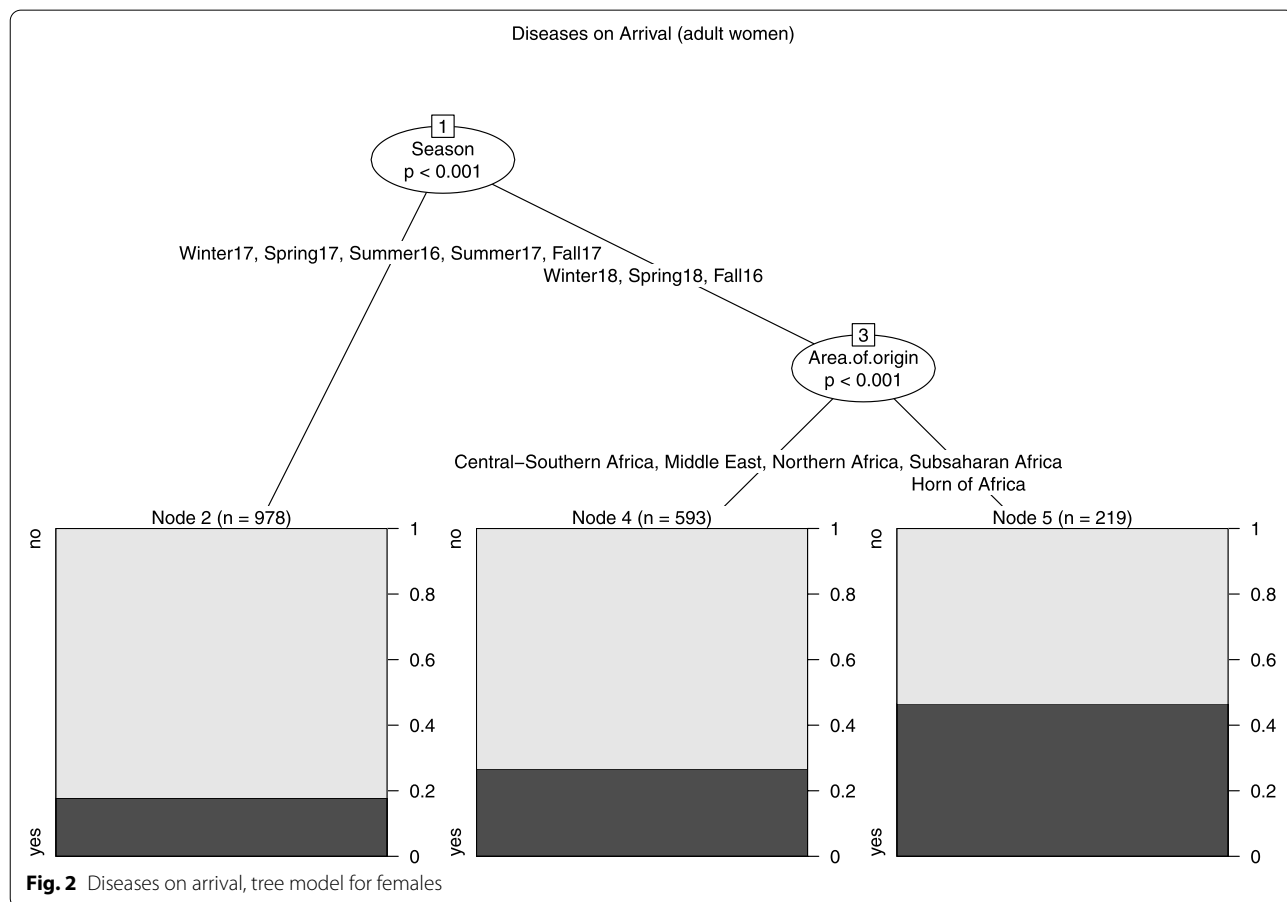 Diseases on Arrival (adult women)
1
Season
p < 0.001
Winter17, Spring17, Summer16, Summer17, Fall17
Winter18, Spring18, Fall16
3
Area.of.origin
p < 0.001
Central−Southern Africa, Middle East, Northern Africa, Subsaharan Africa
Horn of Africa
Node 2 (n = 978)
no
yes
1
0.8
0.6
0.4
0.2
0
Node 4 (n = 593)
no
yes
1
0.8
0.6
0.4
0.2
0
Node 5 (n = 219)
no
yes
1
0.8
0.6
0.4
0.2
0
Fig. 2 Diseases on arrival, tree model for females